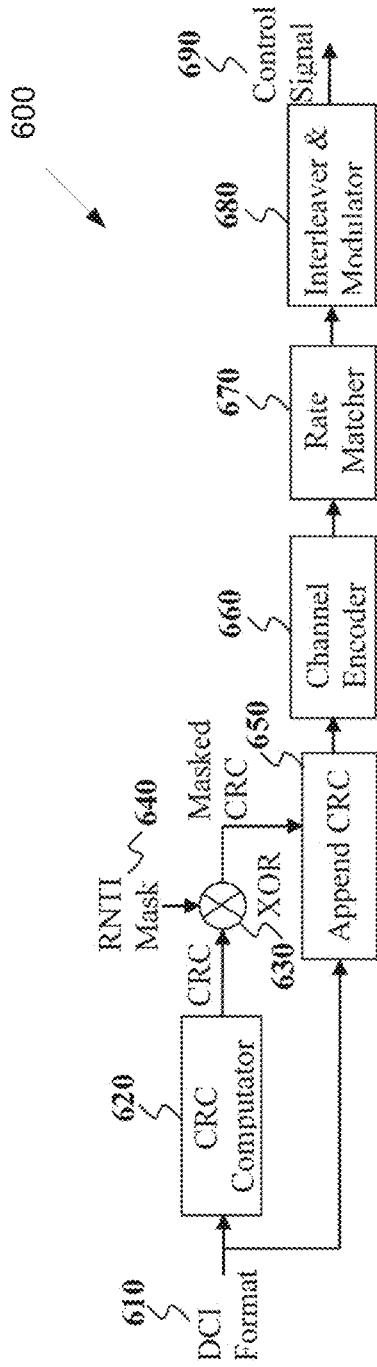 600
610
DCI
Format
620
CRC
Computator
CRC
RNTI
Mask
640
630
XOR
Masked
CRC
650
Append CRC
660
Channel
Encoder
670
Rate
Matcher
680
Interleaver &
Modulator
690
Control
Signal